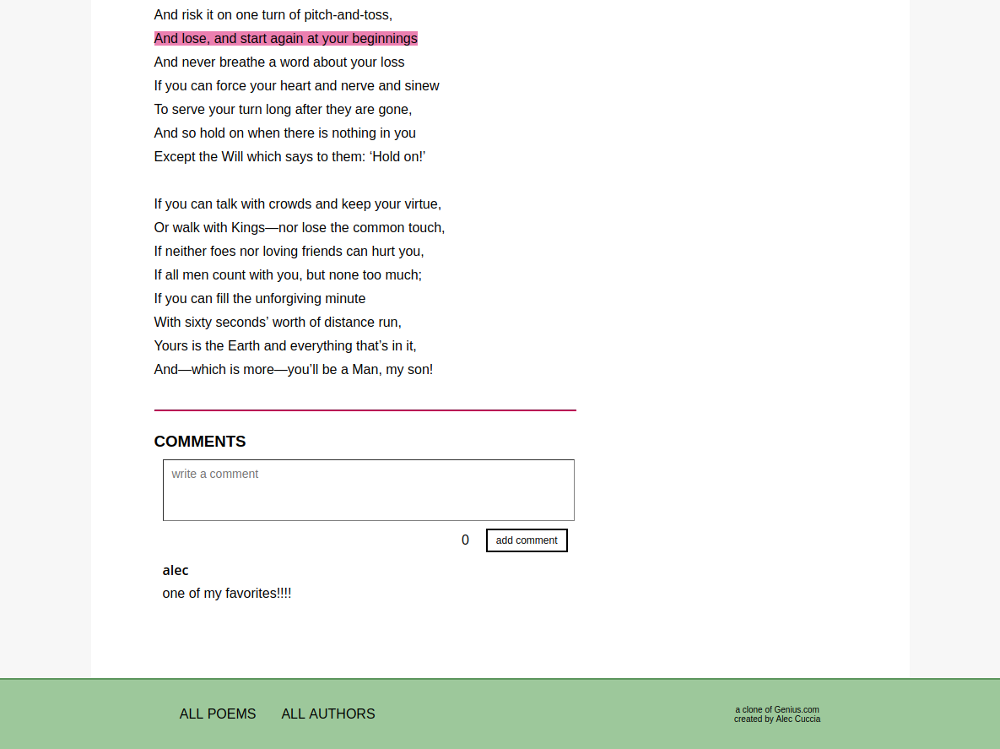 And risk it on one turn of pitch-and-toss,
And lose, and start again at your beginnings
And never breathe a word about your loss
If you can force your heart and nerve and sinew
To serve your turn long after they are gone,
And so hold on when there is nothing in you
Except the Will which says to them: ‘Hold on!’
If you can talk with crowds and keep your virtue,
Or walk with Kings—nor lose the common touch,
If neither foes nor loving friends can hurt you,
If all men count with you, but none too much;
If you can fill the unforgiving minute
With sixty seconds’ worth of distance run,
Yours is the Earth and everything that’s in it,
And—which is more—you’ll be a Man, my son!
COMMENTS
write a comment
0 add comment
alec
one of my favorites!!!!
ALL POEMS ALL AUTHORS
a clone of Genius.com
created by Alec Cuccia